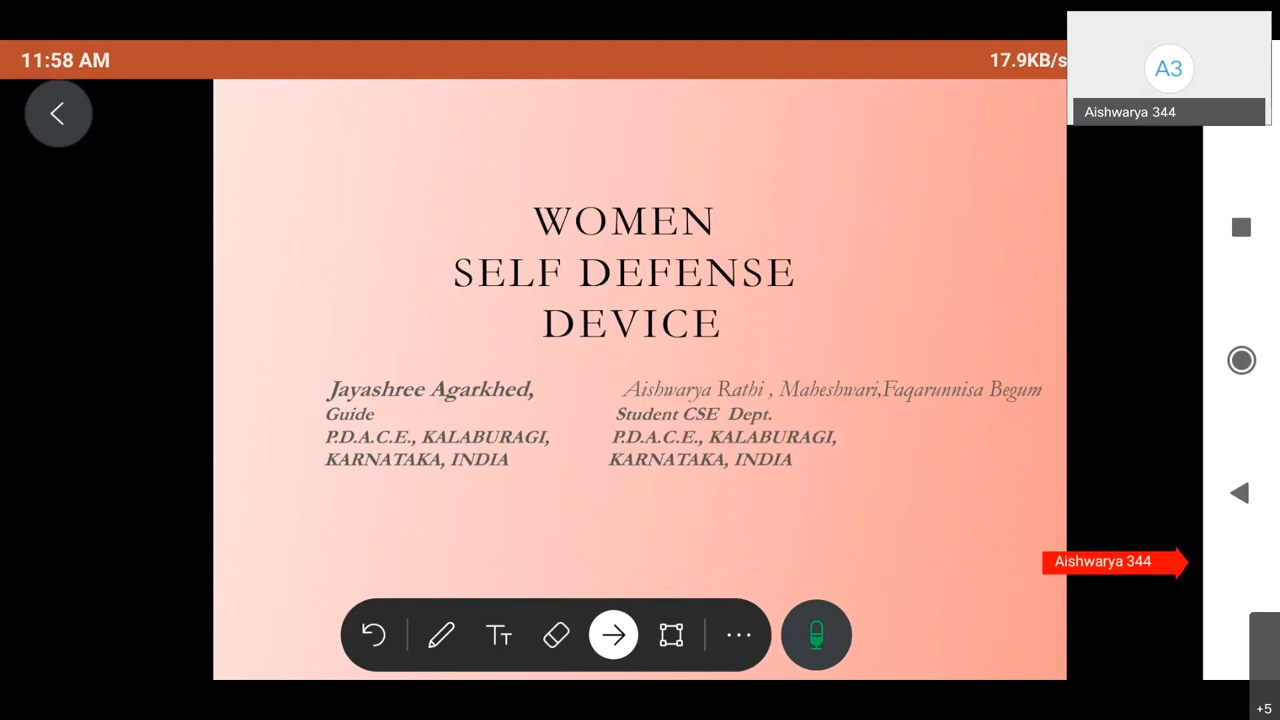 11:58 AM
17.9KB/s
A3
Aishwarya 344
WOMEN
SELF DEFENSE
DEVICE
Jayashree Agarkhed,
Guide
P.D.A.C.E., KALABURAGI,
KARNATAKA, INDIA
Aishwarya Rathi , Maheshwari,Faqarunnisa Begum
Student CSE Dept.
P.D.A.C.E., KALABURAGI,
KARNATAKA, INDIA
Aishwarya 344
TT
+5